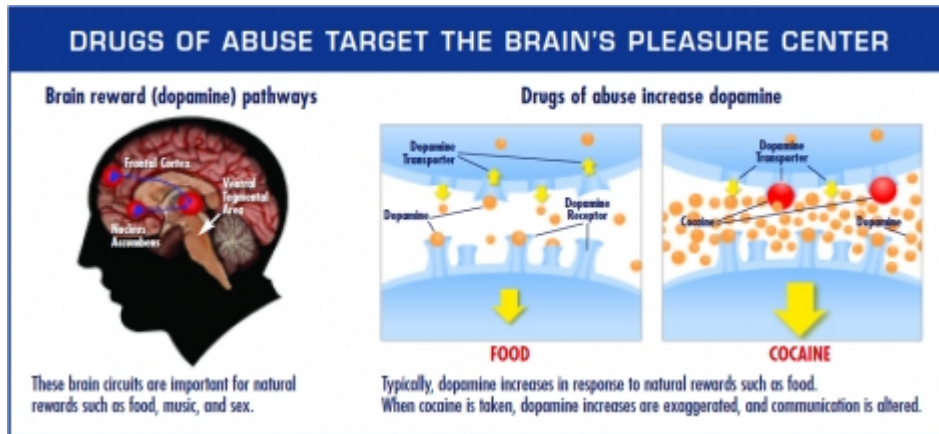 DRUGS OF ABUSE TARGET THE BRAIN'S PLEASURE CENTER
Brain reward (dopamine) pathways
Frontal Cortex
Ventral
Tegmental
Area
Nucleus
Accumbens
These brain circuits are important for natural
rewards such as food, music, and sex.
Drugs of abuse increase dopamine
Dopamine
Transporter
Dopamine
Dopamine
Receptor
FOOD
Dopamine
Transporter
Cocaine
Dopamine
COCAINE
Typically, dopamine increases in response to natural rewards such as food.
When cocaine is taken, dopamine increases are exaggerated, and communication is altered.